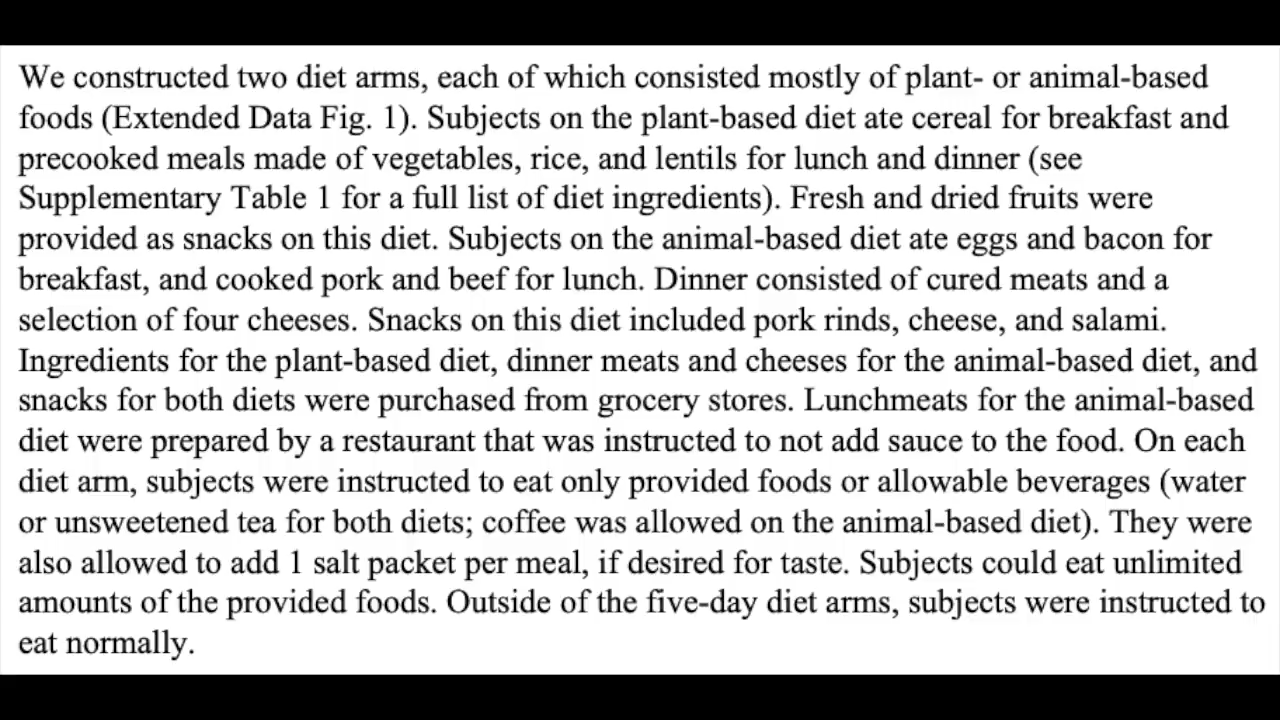 We constructed two diet arms, each of which consisted mostly of plant- or animal-based
foods (Extended Data Fig. 1). Subjects on the plant-based diet ate cereal for breakfast and
precooked meals made of vegetables, rice, and lentils for lunch and dinner (see
Supplementary Table 1 for a full list of diet ingredients). Fresh and dried fruits were
provided as snacks on this diet. Subjects on the animal-based diet ate eggs and bacon for
breakfast, and cooked pork and beef for lunch. Dinner consisted of cured meats and a
selection of four cheeses. Snacks on this diet included pork rinds, cheese, and salami.
Ingredients for the plant-based diet, dinner meats and cheeses for the animal-based diet, and
snacks for both diets were purchased from grocery stores. Lunchmeats for the animal-based
diet were prepared by a restaurant that was instructed to not add sauce to the food. On each
diet arm, subjects were instructed to eat only provided foods or allowable beverages (water
or unsweetened tea for both diets; coffee was allowed on the animal-based diet). They were
also allowed to add 1 salt packet per meal, if desired for taste. Subjects could eat unlimited
amounts of the provided foods. Outside of the five-day diet arms, subjects were instructed to
eat normally.